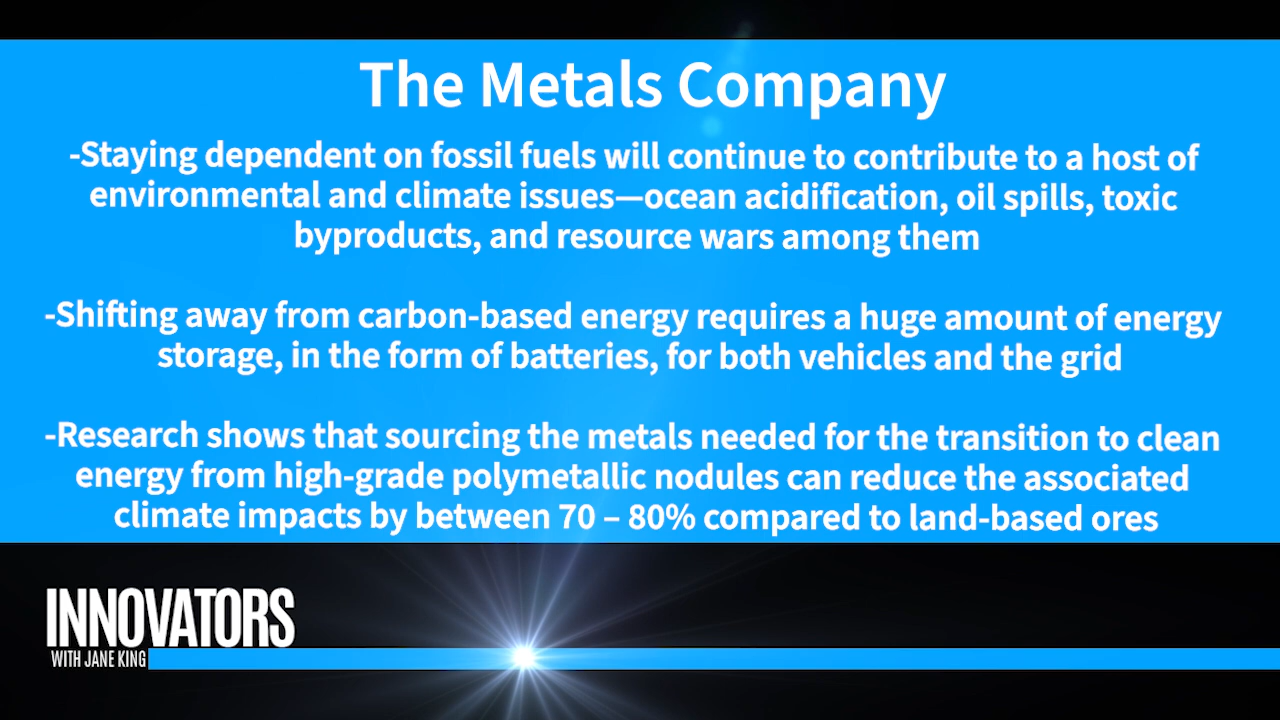 The Metals Company
-Staying dependent on fossil fuels will continue to contribute to a host of
environmental and climate issues—ocean acidification, oil spills, toxic
byproducts, and resource wars among them
-Shifting away from carbon-based energy requires a huge amount of energy
storage, in the form of batteries, for both vehicles and the grid
-Research shows that sourcing the metals needed for the transition to clean
energy from high-grade polymetallic nodules can reduce the associated
climate impacts by between 70 – 80% compared to land-based ores
INNOVATORS
WITH JANE KING